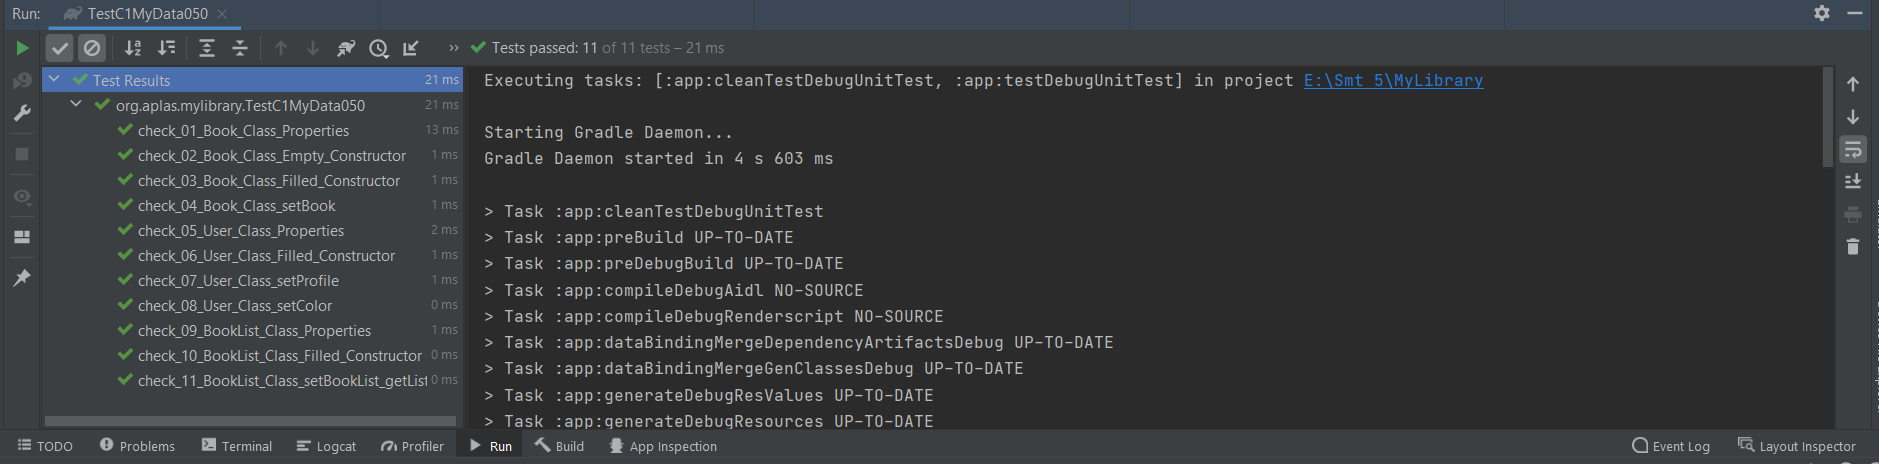 Run: TestC1MyData050
Tests passed: 11 of 11 tests – 21 ms
Test Results 21 ms
org.aplas.mylibrary.TestC1MyData050 21 ms
check_01_Book_Class_Properties 13 ms
check_02_Book_Class_Empty_Constructor 1 ms
check_03_Book_Class_Filled_Constructor 1 ms
check_04_Book_Class_setBook 1 ms
check_05_User_Class_Properties 2 ms
check_06_User_Class_Filled_Constructor 1 ms
check_07_User_Class_setProfile 1 ms
check_08_User_Class_setColor 0 ms
check_09_BookList_Class_Properties 1 ms
check_10_BookList_Class_Filled_Constructor 0 ms
check_11_BookList_Class_setBookList_getList 0 ms
Executing tasks: [:app:cleanTestDebugUnitTest, :app:testDebugUnitTest] in project E:\Smt 5\MyLibrary
Starting Gradle Daemon...
Gradle Daemon started in 4 s 603 ms
> Task :app:cleanTestDebugUnitTest
> Task :app:preBuild UP-TO-DATE
> Task :app:preDebugBuild UP-TO-DATE
> Task :app:compileDebugAidl NO-SOURCE
> Task :app:compileDebugRenderscript NO-SOURCE
> Task :app:dataBindingMergeDependencyArtifactsDebug UP-TO-DATE
> Task :app:dataBindingMergeGenClassesDebug UP-TO-DATE
> Task :app:generateDebugResValues UP-TO-DATE
> Task :app:generateDebugResources UP-TO-DATE
TODO Problems Terminal Logcat Profiler Run Build App Inspection Event Log Layout Inspector